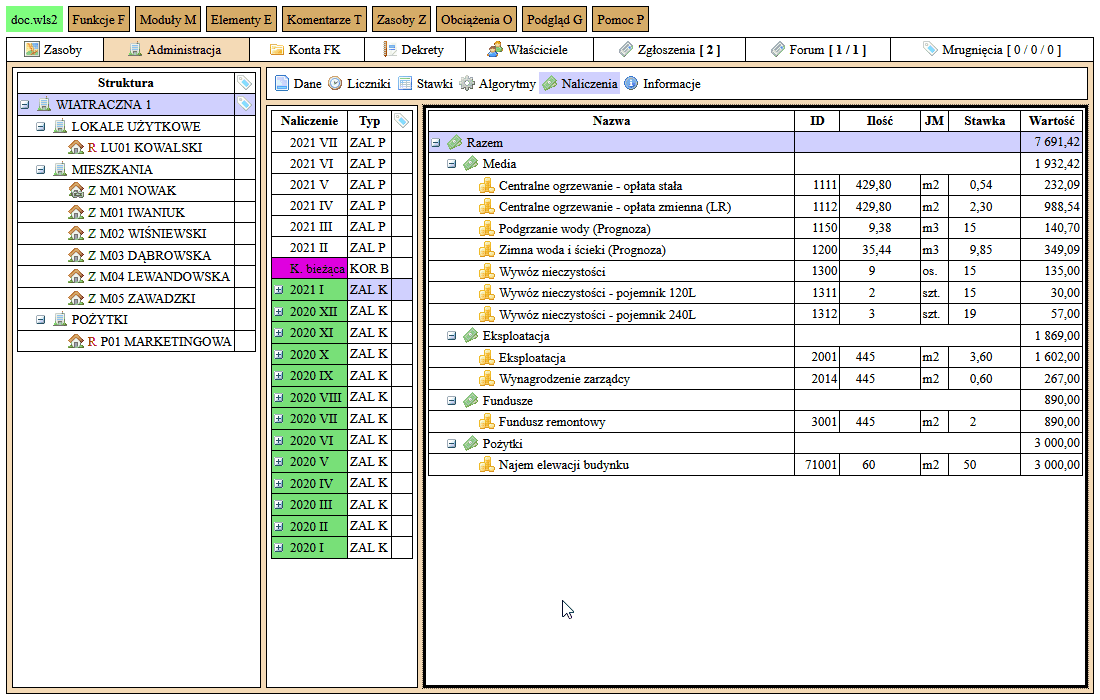 doc.wls2 Funkcje F Moduły M Elementy E Komentarze T Zasoby Z Obciążenia O Podgląd G Pomoc P
Zasoby Administracja Konta FK Dekrety Właściciele Zgłoszenia [ 2 ] Forum [ 1 / 1 ] Mrugnięcia [ 0 / 0 / 0 ]
Struktura
WIATRACZNA 1
LOKALE UŻYTKOWE
R LU01 KOWALSKI
MIESZKANIA
Z M01 NOWAK
Z M01 IWANIUK
Z M02 WIŚNIEWSKI
Z M03 DĄBROWSKA
Z M04 LEWANDOWSKA
Z M05 ZAWADZKI
POŻYTKI
R P01 MARKETINGOWA
Dane Liczniki Stawki Algorytmy Naliczenia Informacje
Naliczenie Typ
2021 VII ZAL P
2021 VI ZAL P
2021 V ZAL P
2021 IV ZAL P
2021 III ZAL P
2021 II ZAL P
K. bieżąca KOR B
2021 I ZAL K
2020 XII ZAL K
2020 XI ZAL K
2020 X ZAL K
2020 IX ZAL K
2020 VIII ZAL K
2020 VII ZAL K
2020 VI ZAL K
2020 V ZAL K
2020 IV ZAL K
2020 III ZAL K
2020 II ZAL K
2020 I ZAL K
Nazwa ID Ilość JM Stawka Wartość
Razem 7 691,42
Media 1 932,42
Centralne ogrzewanie - opłata stała 1111 429,80 m2 0,54 232,09
Centralne ogrzewanie - opłata zmienna (LR) 1112 429,80 m2 2,30 988,54
Podgrzanie wody (Prognoza) 1150 9,38 m3 15 140,70
Zimna woda i ścieki (Prognoza) 1200 35,44 m3 9,85 349,09
Wywóz nieczystości 1300 9 os. 15 135,00
Wywóz nieczystości - pojemnik 120L 1311 2 szt. 15 30,00
Wywóz nieczystości - pojemnik 240L 1312 3 szt. 19 57,00
Eksploatacja 1 869,00
Eksploatacja 2001 445 m2 3,60 1 602,00
Wynagrodzenie zarządcy 2014 445 m2 0,60 267,00
Fundusze 890,00
Fundusz remontowy 3001 445 m2 2 890,00
Pożytki 3 000,00
Najem elewacji budynku 71001 60 m2 50 3 000,00